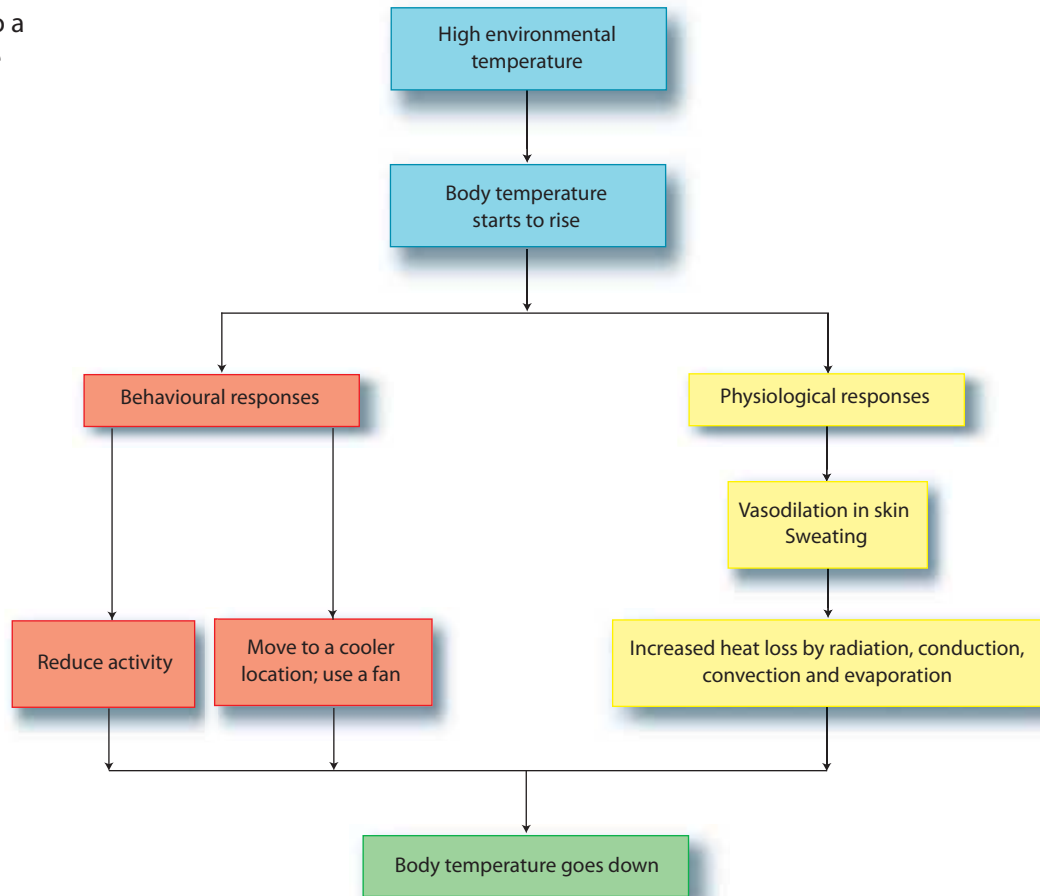 o a
High environmental
temperature
Body temperature
starts to rise
Behavioural responses
Physiological responses
Vasodilation in skin
Sweating
Reduce activity
Move to a cooler
location; use a fan
Increased heat loss by radiation, conduction,
convection and evaporation
Body temperature goes down